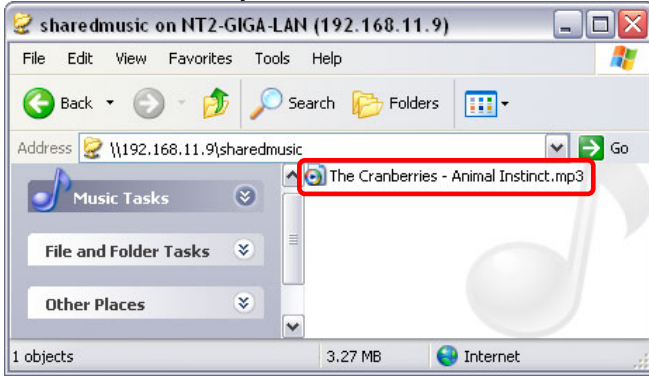 sharedmusic on NT2-GIGA-LAN (192.168.11.9)
File Edit View Favorites Tools Help
Back Search Folders
Address \\192.168.11.9\sharedmusic Go
Music Tasks
The Cranberries - Animal Instinct.mp3
File and Folder Tasks
Other Places
1 objects 3.27 MB Internet